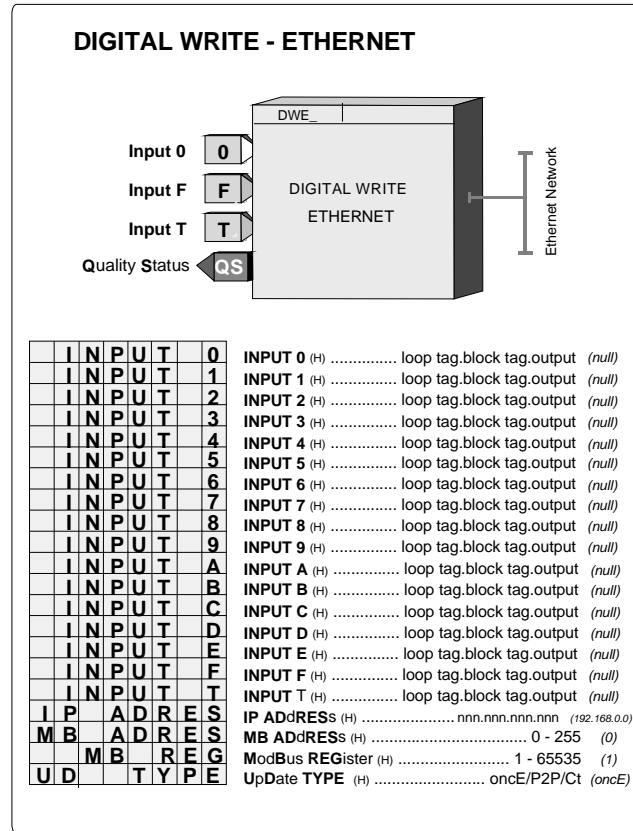 DIGITAL WRITE - ETHERNET
DWE_
Input 0 0
Input F F
Input T T
Quality Status QS
DIGITAL WRITE
ETHERNET
Ethernet Network
INPUT 0 INPUT 0 (H) ............... loop tag.block tag.output (null)
INPUT 1 INPUT 1 (H) ............... loop tag.block tag.output (null)
INPUT 2 INPUT 2 (H) ............... loop tag.block tag.output (null)
INPUT 3 INPUT 3 (H) ............... loop tag.block tag.output (null)
INPUT 4 INPUT 4 (H) ............... loop tag.block tag.output (null)
INPUT 5 INPUT 5 (H) ............... loop tag.block tag.output (null)
INPUT 6 INPUT 6 (H) ............... loop tag.block tag.output (null)
INPUT 7 INPUT 7 (H) ............... loop tag.block tag.output (null)
INPUT 8 INPUT 8 (H) ............... loop tag.block tag.output (null)
INPUT 9 INPUT 9 (H) ............... loop tag.block tag.output (null)
INPUT A INPUT A (H) ............... loop tag.block tag.output (null)
INPUT B INPUT B (H) ............... loop tag.block tag.output (null)
INPUT C INPUT C (H) ............... loop tag.block tag.output (null)
INPUT D INPUT D (H) ............... loop tag.block tag.output (null)
INPUT E INPUT E (H) ............... loop tag.block tag.output (null)
INPUT F INPUT F (H) ............... loop tag.block tag.output (null)
INPUT T INPUT T (H) ............... loop tag.block tag.output (null)
IP ADRES IP ADdRESs (H) ..................... nnn.nnn.nnn.nnn (192.168.0.0)
MB ADRES MB ADdRESs (H) .............................. 0 - 255 (0)
MB REG ModBus REGister (H) ........................ 1 - 65535 (1)
UD TYPE UpDate TYPE (H) .......................... oncE/P2P/Ct (oncE)